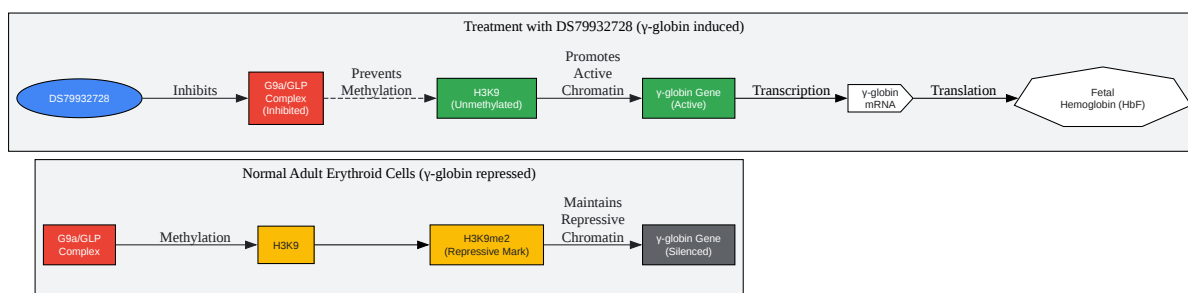 Treatment with DS79932728 (γ-globin induced)
DS79932728
Inhibits
G9a/GLP
Complex
(Inhibited)
Prevents
Methylation
H3K9
(Unmethylated)
Promotes
Active
Chromatin
γ-globin Gene
(Active)
Transcription
γ-globin
mRNA
Translation
Fetal
Hemoglobin (HbF)
Normal Adult Erythroid Cells (γ-globin repressed)
G9a/GLP
Complex
Methylation
H3K9
H3K9me2
(Repressive Mark)
Maintains
Repressive
Chromatin
γ-globin Gene
(Silenced)